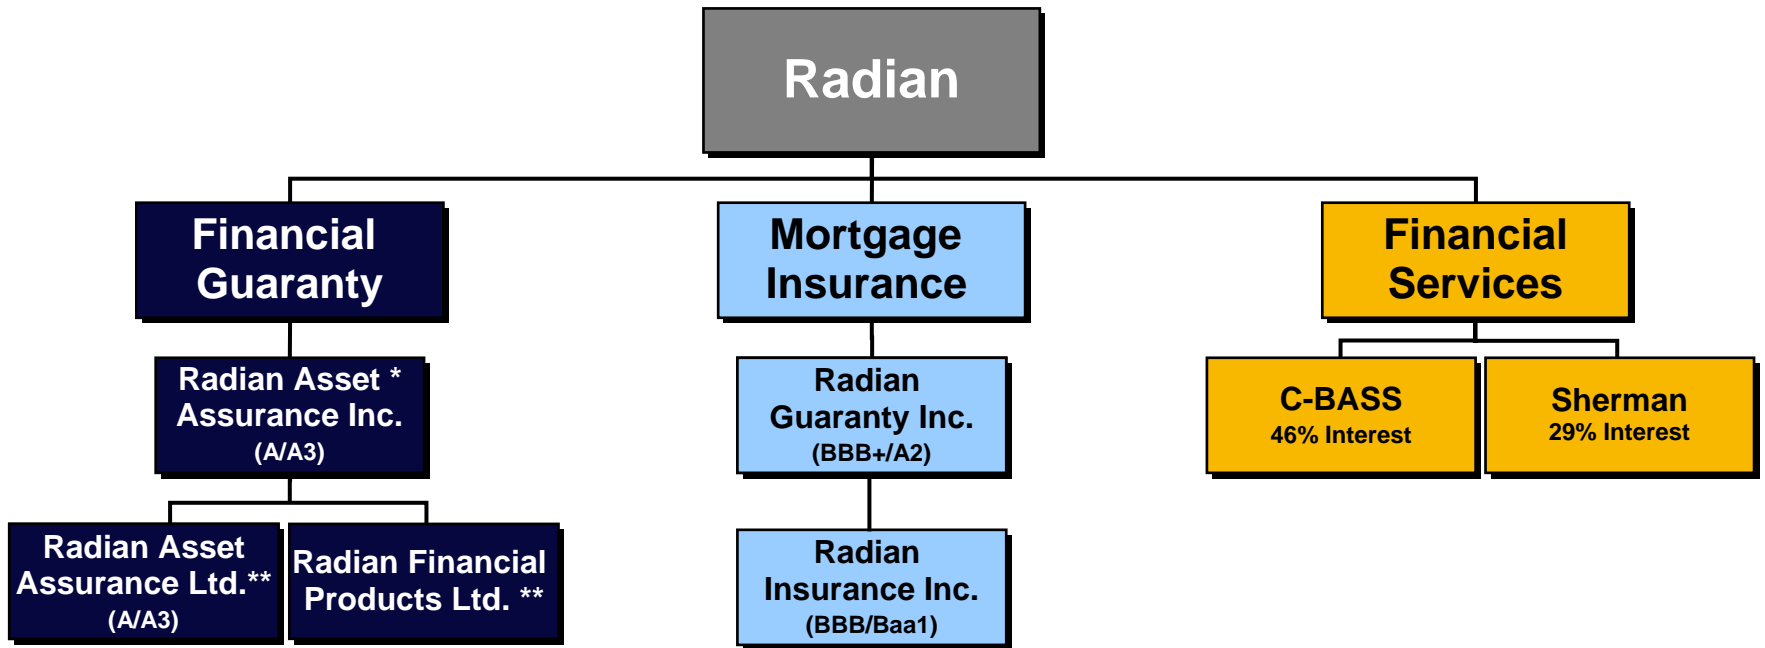 Radian
Financial
Guaranty
Mortgage
Insurance
Financial
Services
Radian Asset *
Assurance Inc.
(A/A3)
Radian
Guaranty Inc.
(BBB+/A2)
C-BASS
46% Interest
Sherman
29% Interest
Radian Asset
Assurance Ltd.**
(A/A3)
Radian Financial
Products Ltd. **
Radian
Insurance Inc.
(BBB/Baa1)